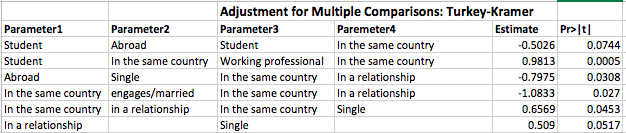 Adjustment for Multiple Comparisons: Turkey-Kramer
Parameter1 Parameter2 Parameter3 Paremeter4 Estimate Pr>|t|
Student Abroad Student In the same country -0.5026 0.0744
Student In the same country Working professional In the same country 0.9813 0.0005
Abroad Single In the same country In a relationship -0.7975 0.0308
In the same country engages/married In the same country In a relationship -1.0833 0.027
In the same country in a relationship In the same country Single 0.6569 0.0453
In a relationship Single 0.509 0.0517